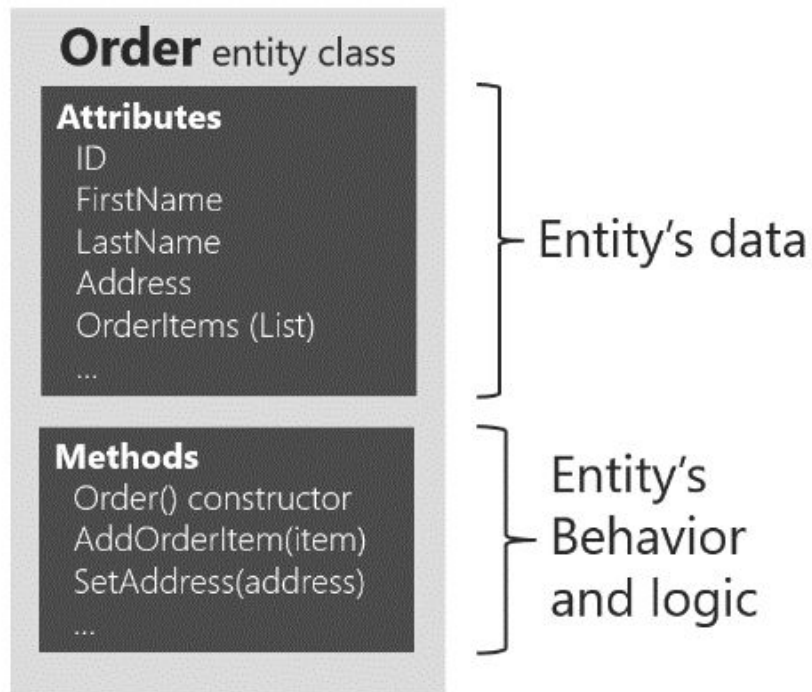 Order entity class
Attributes
ID
FirstName
LastName
Address
OrderItems (List)
...
Entity's data
Methods
Order() constructor
AddOrderItem(item)
SetAddress(address)
...
Entity's
Behavior
and logic